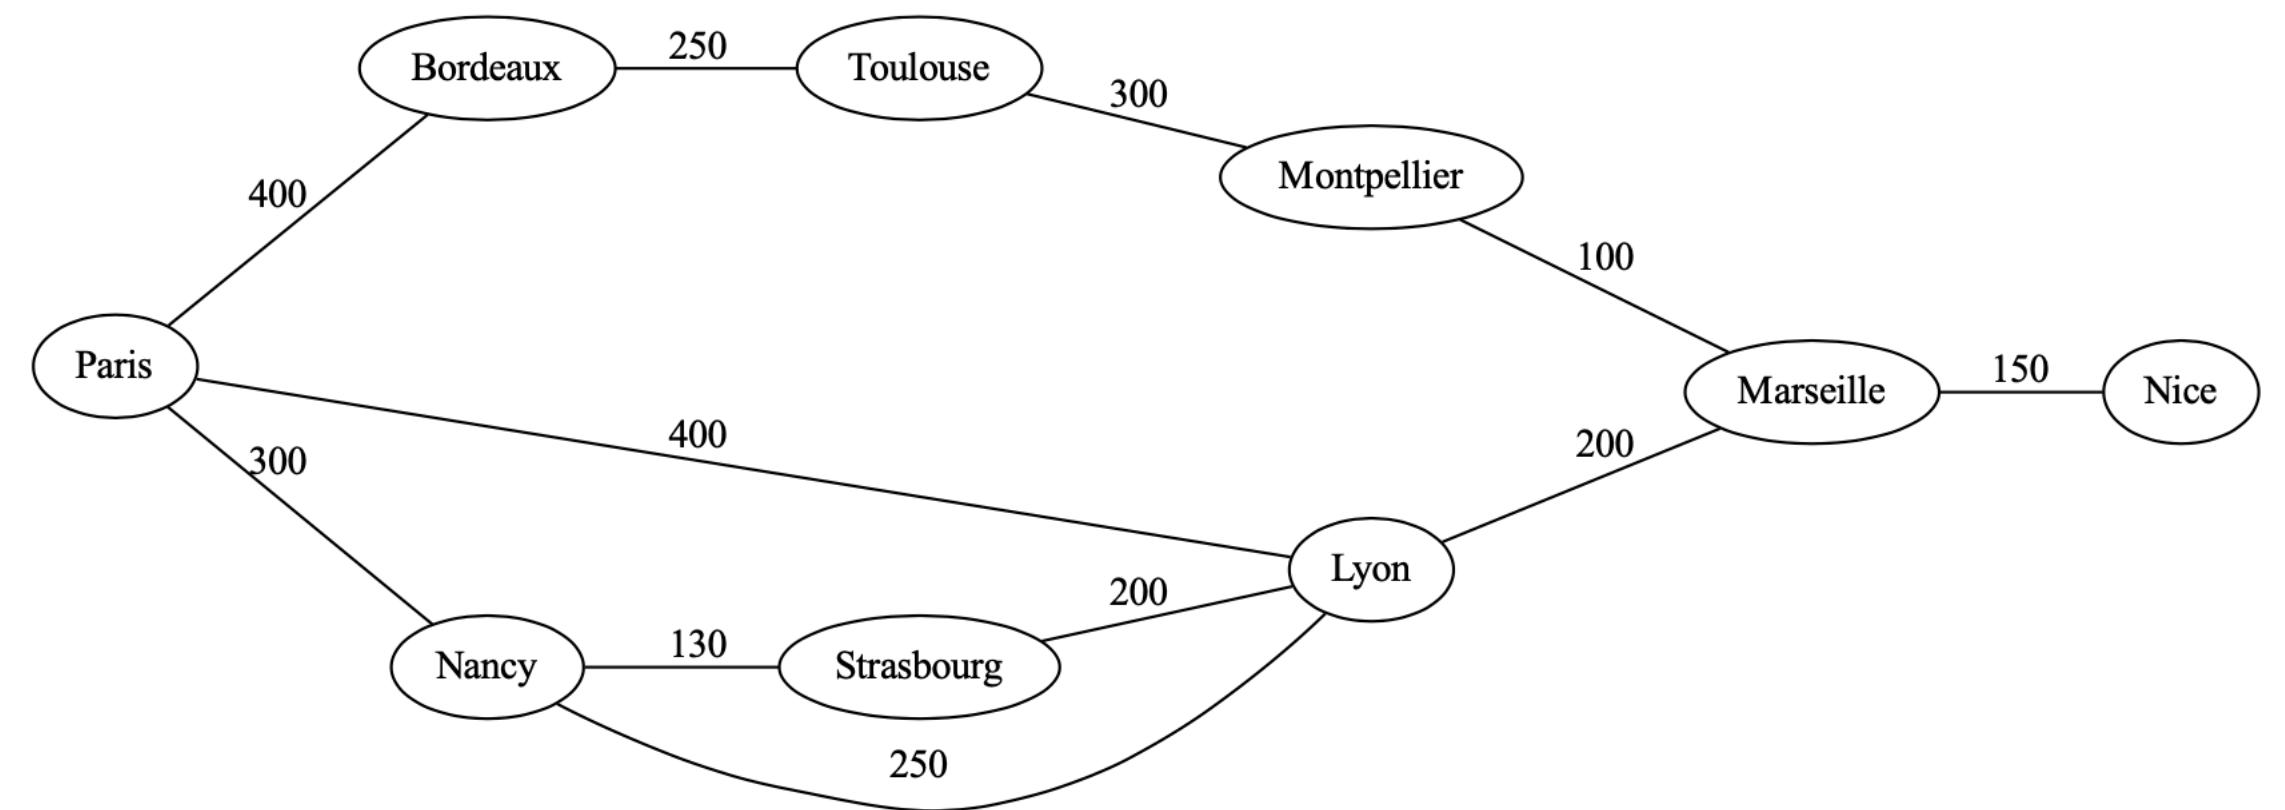 Bordeaux
250
Toulouse
300
Montpellier
400
100
Paris
400
300
Marseille
150
Nice
200
Lyon
200
Nancy
130
Strasbourg
250